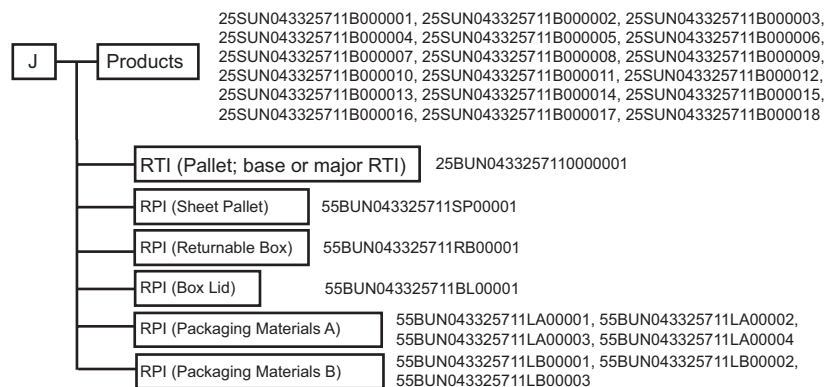 25SUN043325711B000001, 25SUN043325711B000002, 25SUN043325711B000003,
25SUN043325711B000004, 25SUN043325711B000005, 25SUN043325711B000006,
25SUN043325711B000007, 25SUN043325711B000008, 25SUN043325711B000009,
25SUN043325711B000010, 25SUN043325711B000011, 25SUN043325711B000012,
25SUN043325711B000013, 25SUN043325711B000014, 25SUN043325711B000015,
25SUN043325711B000016, 25SUN043325711B000017, 25SUN043325711B000018
J
Products
RTI (Pallet; base or major RTI)
25BUN0433257110000001
RPI (Sheet Pallet)
55BUN043325711SP00001
RPI (Returnable Box)
55BUN043325711RB00001
RPI (Box Lid)
55BUN043325711BL00001
RPI (Packaging Materials A)
55BUN043325711LA00001, 55BUN043325711LA00002,
55BUN043325711LA00003, 55BUN043325711LA00004
RPI (Packaging Materials B)
55BUN043325711LB00001, 55BUN043325711LB00002,
55BUN043325711LB00003